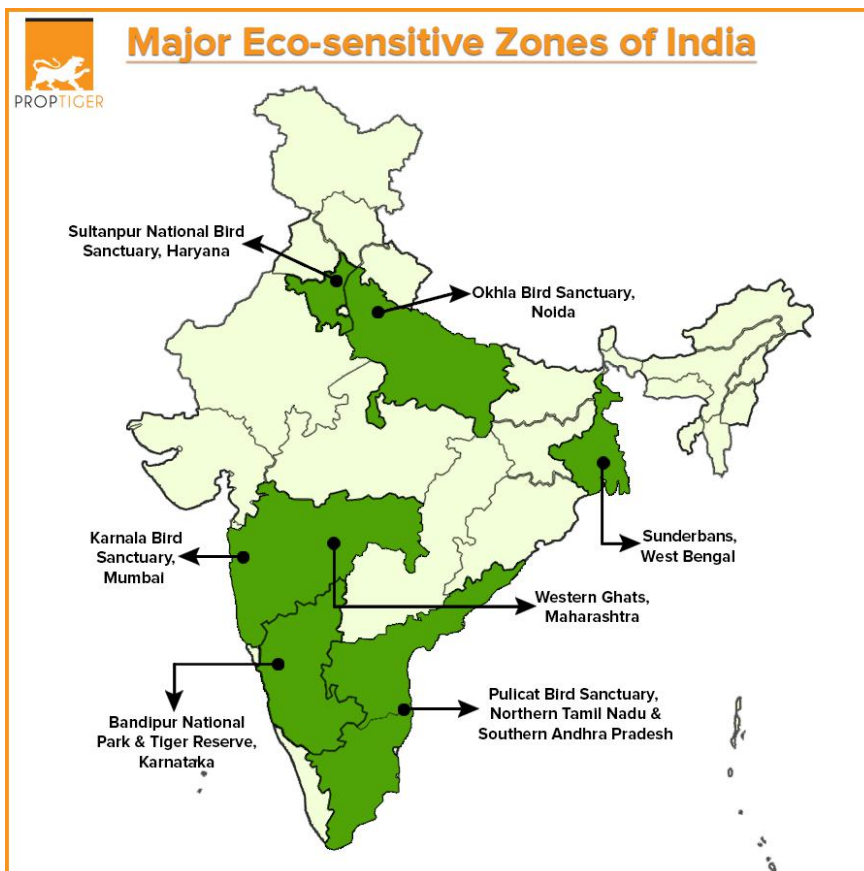 Major Eco-sensitive Zones of India
PROPTIGER
Sultanpur National Bird
Sanctuary, Haryana
Okhla Bird Sanctuary,
Noida
Karnala Bird
Sanctuary,
Mumbai
Sunderbans,
West Bengal
Western Ghats,
Maharashtra
Bandipur National
Park & Tiger Reserve,
Karnataka
Pulicat Bird Sanctuary,
Northern Tamil Nadu &
Southern Andhra Pradesh